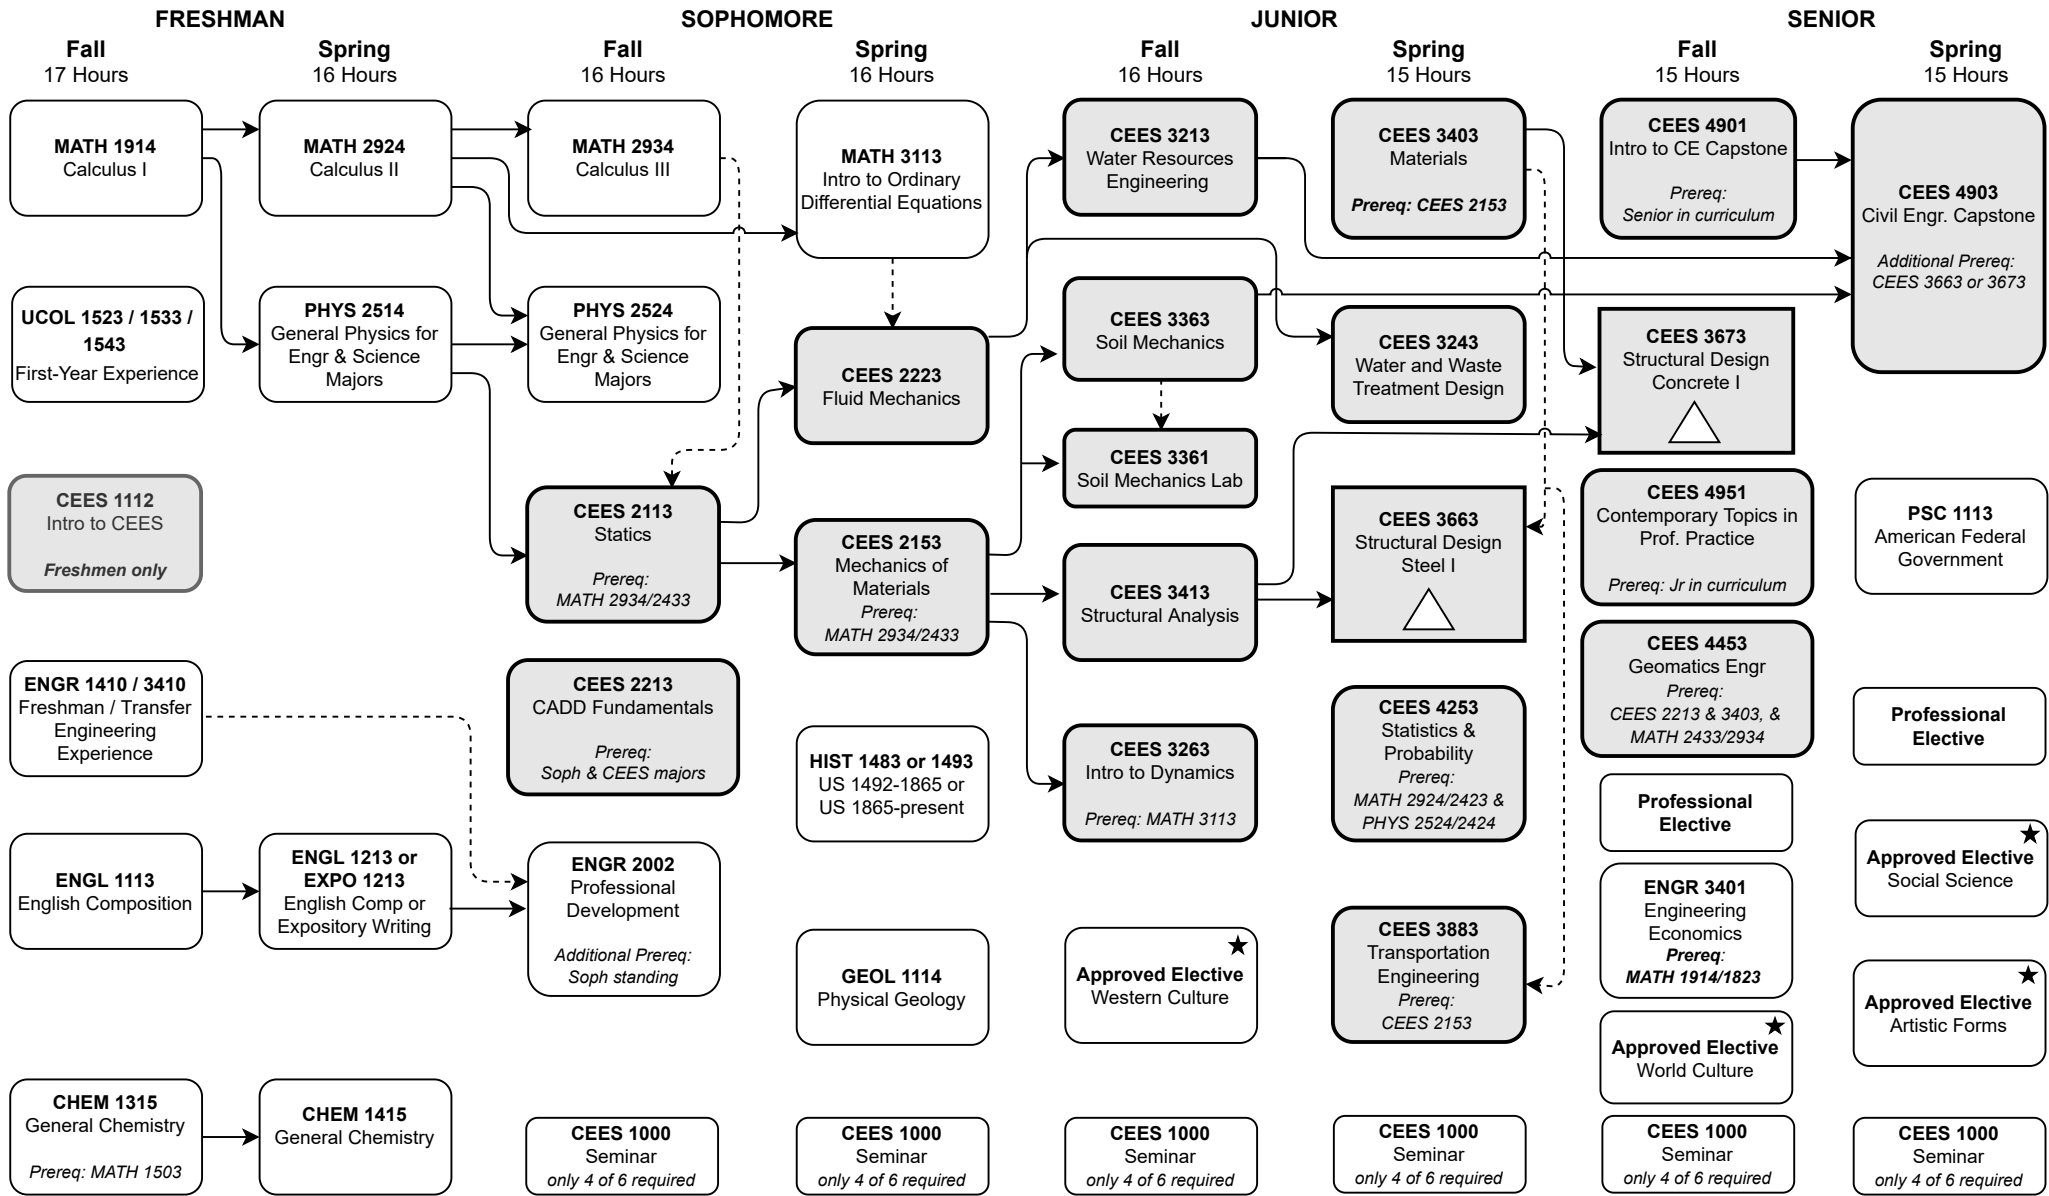 FRESHMAN
SOPHOMORE
JUNIOR
SENIOR
Fall
17 Hours
Spring
16 Hours
Fall
16 Hours
Spring
16 Hours
Fall
16 Hours
Spring
15 Hours
Fall
15 Hours
Spring
15 Hours
MATH 1914
Calculus I
UCOL 1523 / 1533 /
1543
First-Year Experience
CEES 1112
Intro to CEES
Freshmen only
ENGR 1410 / 3410
Freshman / Transfer
Engineering
Experience
ENGL 1113
English Composition
CHEM 1315
General Chemistry
Prereq: MATH 1503
MATH 2924
Calculus II
PHYS 2514
General Physics for
Engr & Science
Majors
ENGL 1213 or
EXPO 1213
English Comp or
Expository Writing
CHEM 1415
General Chemistry
MATH 2934
Calculus III
PHYS 2524
General Physics for
Engr & Science
Majors
CEES 2113
Statics
Prereq:
MATH 2934/2433
CEES 2213
CADD Fundamentals
Prereq:
Soph & CEES majors
ENGR 2002
Professional
Development
Additional Prereq:
Soph standing
CEES 1000
Seminar
only 4 of 6 required
MATH 3113
Intro to Ordinary
Differential Equations
CEES 2223
Fluid Mechanics
CEES 2153
Mechanics of
Materials
Prereq:
MATH 2934/2433
HIST 1483 or 1493
US 1492-1865 or
US 1865-present
GEOL 1114
Physical Geology
CEES 1000
Seminar
only 4 of 6 required
CEES 3213
Water Resources
Engineering
CEES 3363
Soil Mechanics
CEES 3361
Soil Mechanics Lab
CEES 3413
Structural Analysis
CEES 3263
Intro to Dynamics
Prereq: MATH 3113
Approved Elective
Western Culture
CEES 1000
Seminar
only 4 of 6 required
CEES 3403
Materials
Prereq: CEES 2153
CEES 3243
Water and Waste
Treatment Design
CEES 3663
Structural Design
Steel I
CEES 4253
Statistics &
Probability
Prereq:
MATH 2924/2423 &
PHYS 2524/2424
CEES 3883
Transportation
Engineering
Prereq:
CEES 2153
CEES 1000
Seminar
only 4 of 6 required
CEES 4901
Intro to CE Capstone
Prereq:
Senior in curriculum
CEES 3673
Structural Design
Concrete I
CEES 4951
Contemporary Topics in
Prof. Practice
Prereq: Jr in curriculum
CEES 4453
Geomatics Engr
Prereq:
CEES 2213 & 3403, &
MATH 2433/2934
Professional
Elective
ENGR 3401
Engineering
Economics
Prereq:
MATH 1914/1823
Approved Elective
World Culture
CEES 1000
Seminar
only 4 of 6 required
CEES 4903
Civil Engr. Capstone
Additional Prereq:
CEES 3663 or 3673
PSC 1113
American Federal
Government
Professional
Elective
Approved Elective
Social Science
Approved Elective
Artistic Forms
CEES 1000
Seminar
only 4 of 6 required